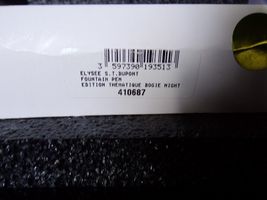 3 597390 193513
ELYSEE S.T.DUPONT
FOUNTAIN PEN
EDITION THEMATIQUE BOGIE NIGHT
410687